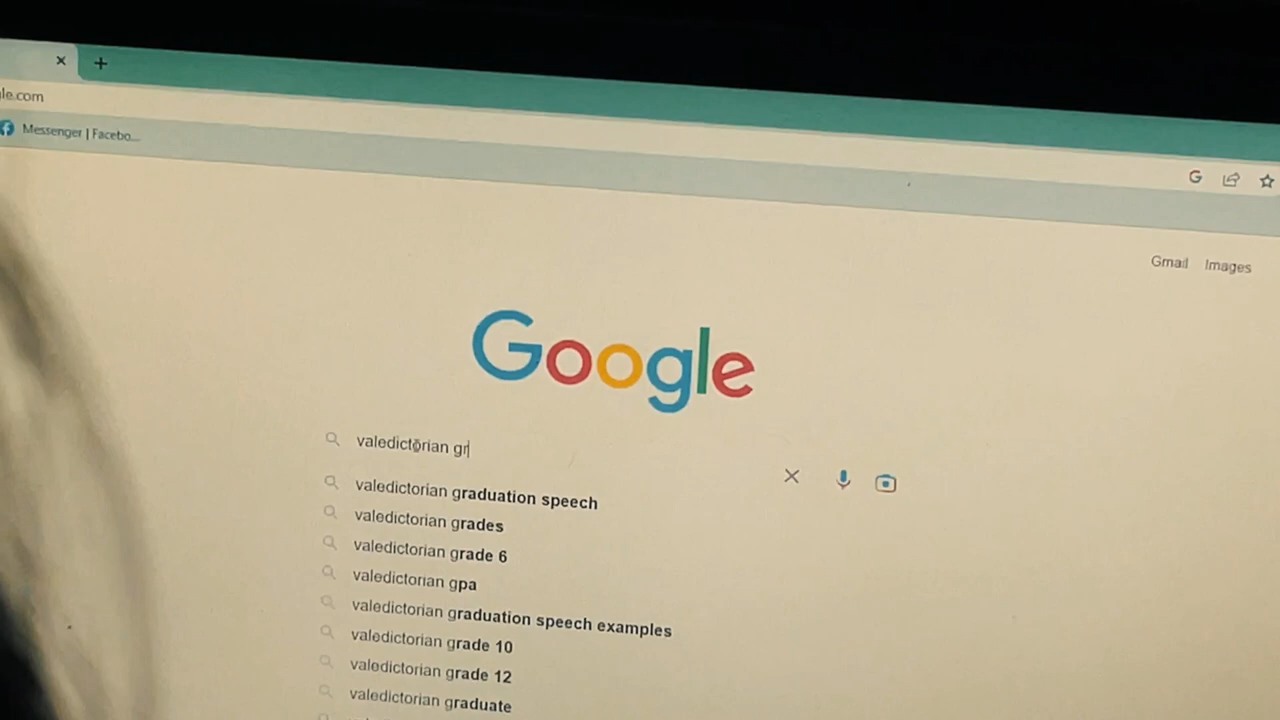 le.com
Messenger | Facebo...
Gmail Images
Google
valedictorian gr
valedictorian graduation speech
valedictorian grades
valedictorian grade 6
valedictorian gpa
valedictorian graduation speech examples
valedictorian grade 10
valedictorian grade 12
valedictorian graduate